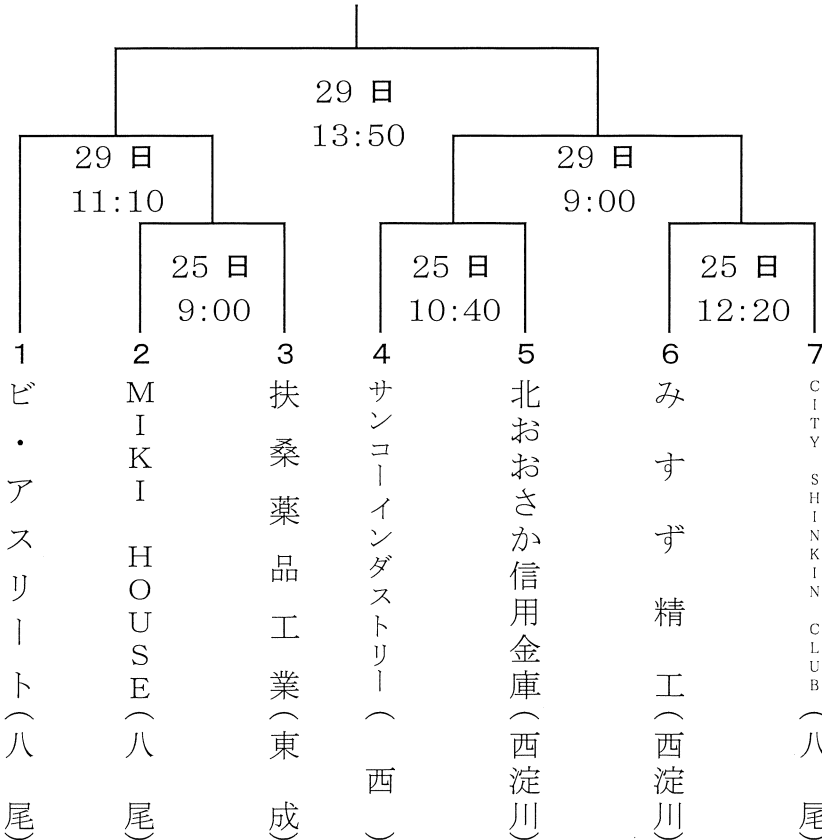 29 日
13:50
29 日
11:10
29 日
9:00
25 日
9:00
25 日
10:40
25 日
12:20
1
ビ・アスリート(八尾)
2
MIKI HOUSE(八尾)
3
扶桑薬品工業(東成)
4
サンコーインダストリー(西)
5
北おおさか信用金庫(西淀川)
6
みすず精工(西淀川)
7
CITY SHINKIN CLUB(八尾)